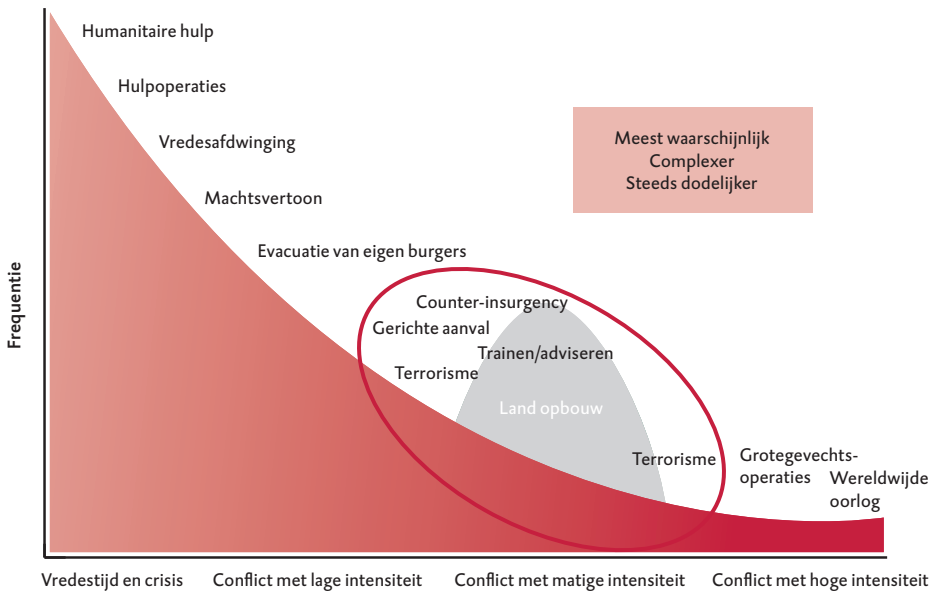 Humanitaire hulp
Hulpoperaties
Vredesafdwinging
Machtsvertoon
Evacuatie van eigen burgers
Meest waarschijnlijk
Complexer
Steeds dodelijker
Counter-insurgency
Gerichte aanval
Trainen/adviseren
Terrorisme
Land opbouw
Terrorisme
Grotegevechts-
operaties
Wereldwijde
oorlog
Frequentie
Vredestijd en crisis
Conflict met lage intensiteit
Conflict met matige intensiteit
Conflict met hoge intensiteit